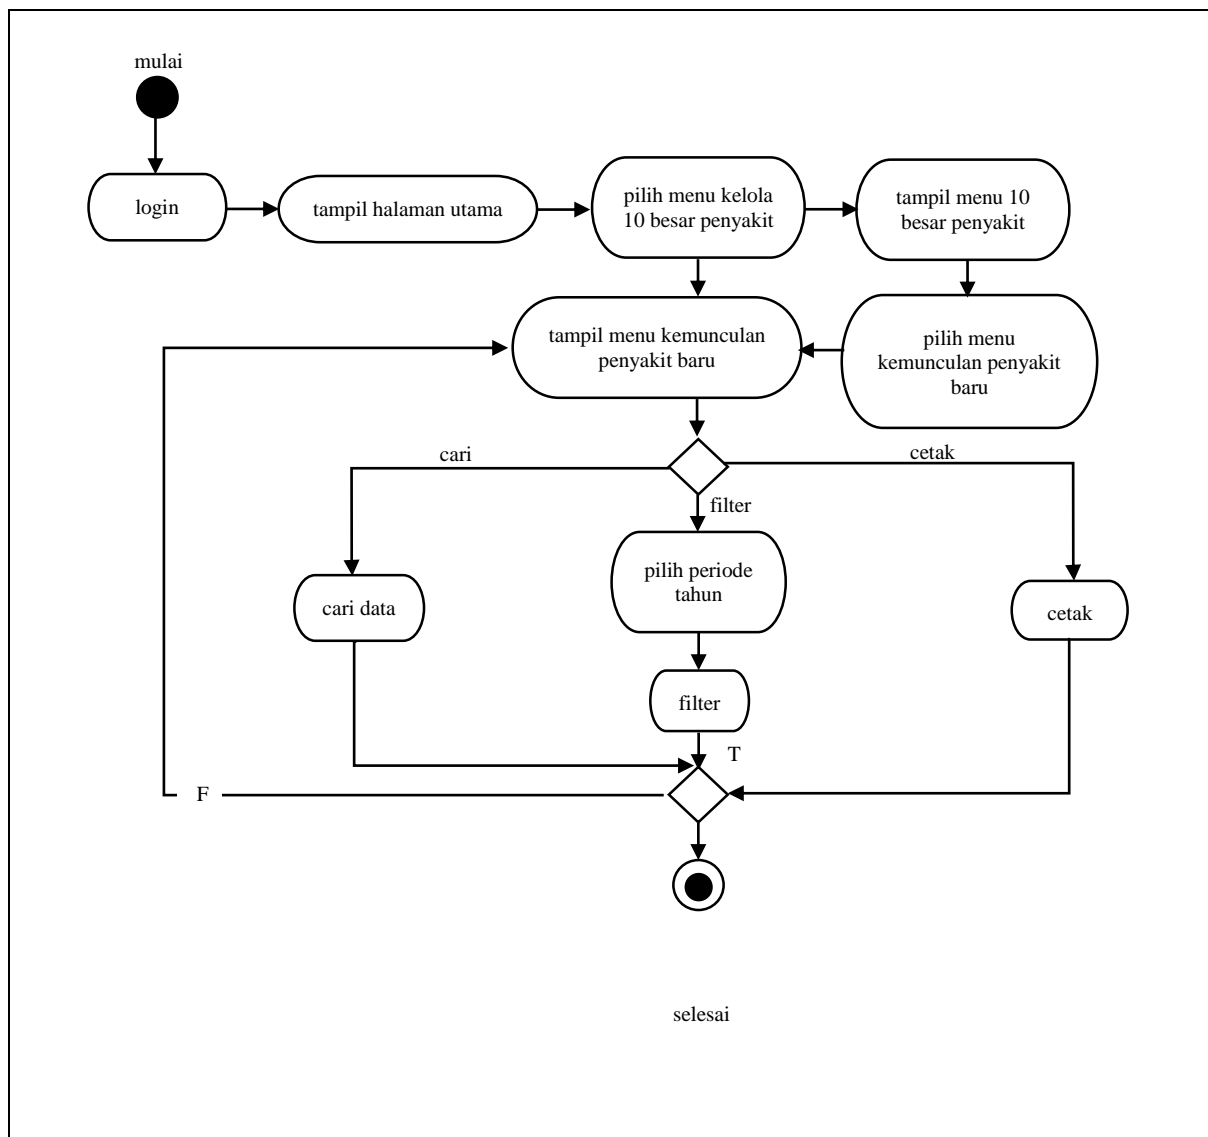 mulai
login
tampil halaman utama
pilih menu kelola
10 besar penyakit
tampil menu 10
besar penyakit
tampil menu kemunculan
penyakit baru
pilih menu
kemunculan penyakit
baru
cari
cetak
filter
pilih periode
tahun
cari data
cetak
filter
T
F
selesai